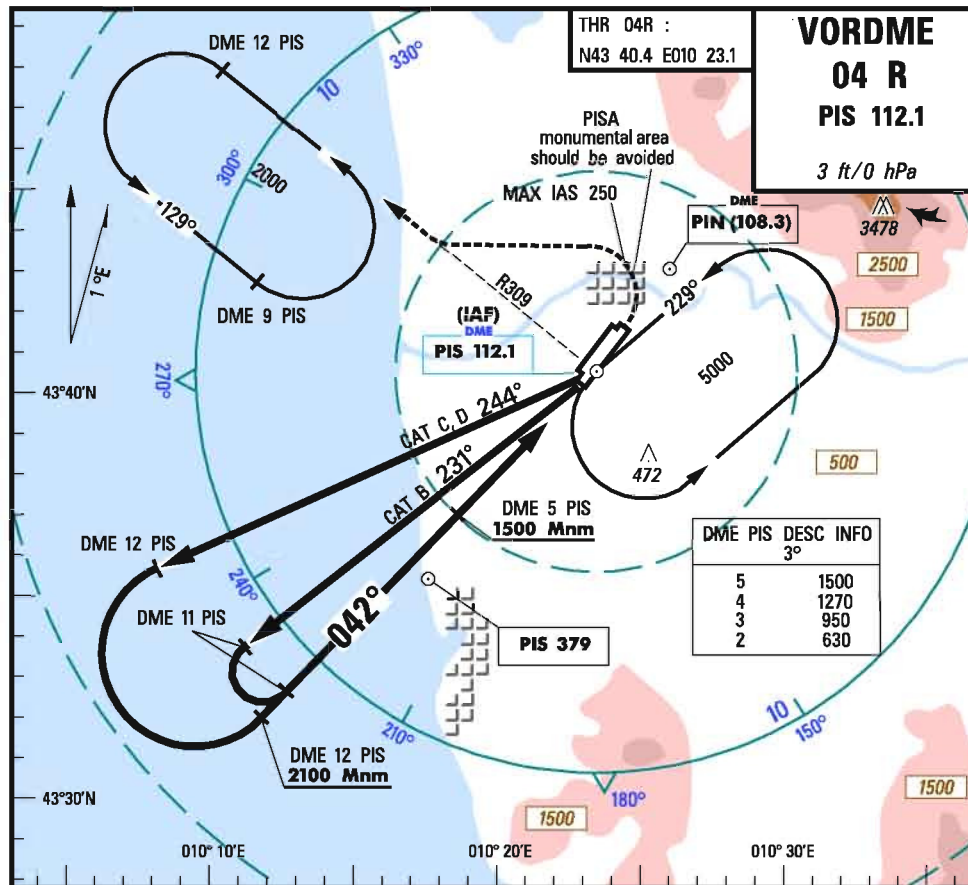 THR 04R :
N43 40.4 E010 23.1
VORDME
04 R
PIS 112.1
3 ft/0 hPa
DME 12 PIS
330°
10
300°
2000
129°
DME 9 PIS
1 °E
PISA
monumental area
should be avoided
MAX IAS 250
DME
PIN (108.3)
3478
2500
1500
R309
229°
(IAF)
DME
PIS 112.1
5000
270°
43°40'N
CAT C, D 244°
CAT B 231°
472
500
DME 5 PIS
1500 Mnm
DME 12 PIS
240°
DME 11 PIS
042°
PIS 379
DME PIS DESC INFO
3°
5 1500
4 1270
3 950
2 630
210°
10
150°
DME 12 PIS
2100 Mnm
180°
43°30'N
1500
1500
010° 10'E
010° 20'E
010° 30'E